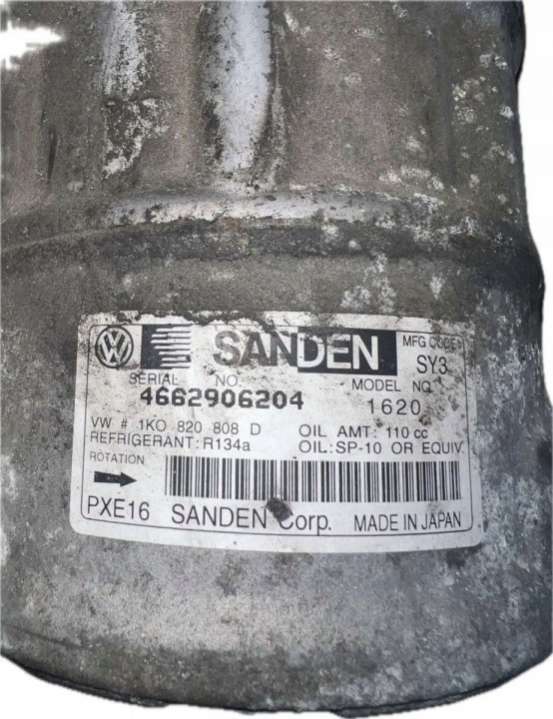 VW SANDEN MFG CODE
SERIAL NO. SY3
4662906204 MODEL NO
1620
VW # 1K0 820 808 D OIL AMT: 110 cc
REFRIGERANT: R134a OIL: SP-10 OR EQUIV.
ROTATION
PXE16 SANDEN Corp. MADE IN JAPAN